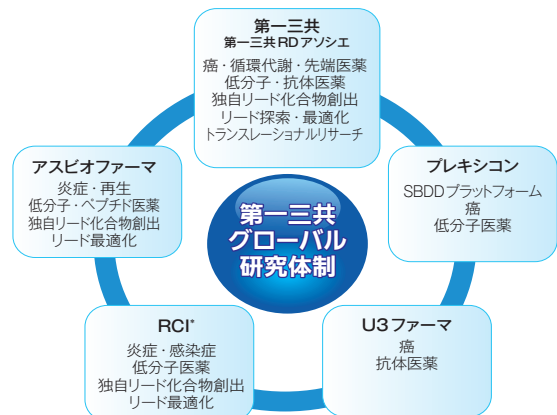 第一三共
第一三共RDアソシエ
癌・循環代謝・先端医薬
低分子・抗体医薬
独自リード化合物創出
リード探索・最適化
トランスレーショナルリサーチ
アスビオファーマ
炎症・再生
低分子・ペプチド医薬
独自リード化合物創出
リード最適化
プレキシコン
SBDDプラットフォーム
癌
低分子医薬
第一三共
グローバル
研究体制
RCI*
炎症・感染症
低分子医薬
独自リード化合物創出
リード最適化
U3ファーマ
癌
抗体医薬